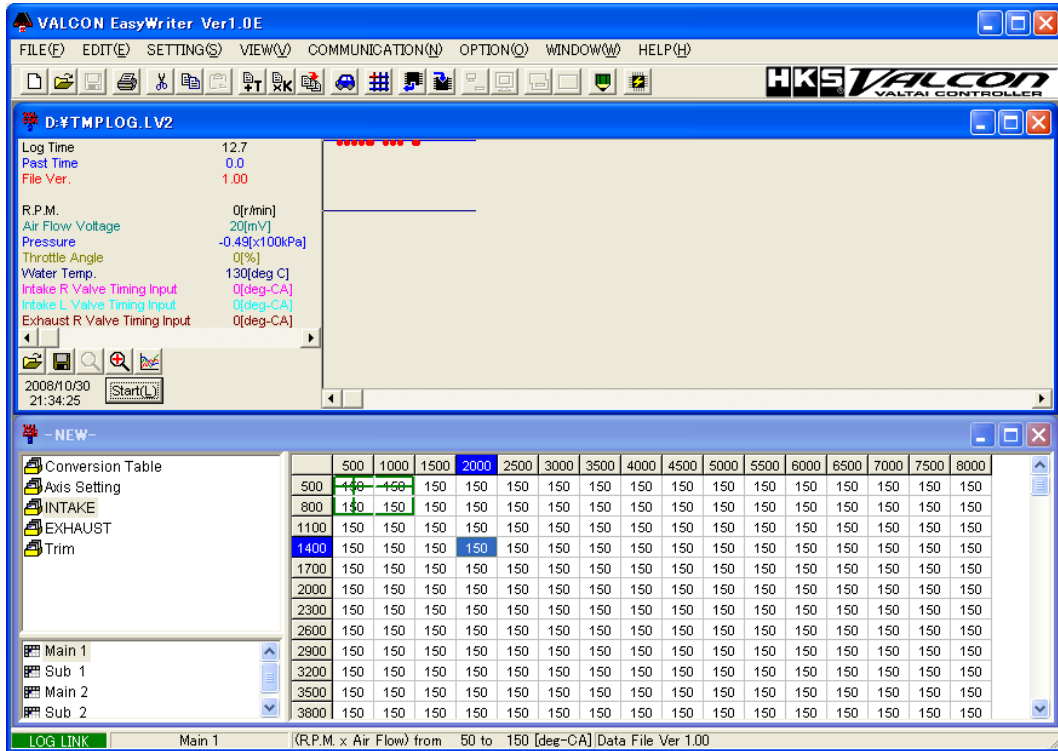 VALCON EasyWriter Ver1.0E
FILE(F) EDIT(E) SETTING(S) VIEW(V) COMMUNICATION(N) OPTION(O) WINDOW(W) HELP(H)
HKS VALCON
VALTAI CONTROLLER
D:¥TMPLOG.LV2
Log Time 12.7
Past Time 0.0
File Ver. 1.00
R.P.M. 0[r/min]
Air Flow Voltage 20[mV]
Pressure -0.49[x100kPa]
Throttle Angle 0[%]
Water Temp. 130[deg C]
Intake R Valve Timing Input 0[deg-CA]
Intake L Valve Timing Input 0[deg-CA]
Exhaust R Valve Timing Input 0[deg-CA]
2008/10/30
21:34:25
Start(L)
-NEW-
Conversion Table
Axis Setting
INTAKE
EXHAUST
Trim
Main 1
Sub 1
Main 2
Sub 2
500 1000 1500 2000 2500 3000 3500 4000 4500 5000 5500 6000 6500 7000 7500 8000
500 150 150 150 150 150 150 150 150 150 150 150 150 150 150 150 150
800 150 150 150 150 150 150 150 150 150 150 150 150 150 150 150 150
1100 150 150 150 150 150 150 150 150 150 150 150 150 150 150 150 150
1400 150 150 150 150 150 150 150 150 150 150 150 150 150 150 150 150
1700 150 150 150 150 150 150 150 150 150 150 150 150 150 150 150 150
2000 150 150 150 150 150 150 150 150 150 150 150 150 150 150 150 150
2300 150 150 150 150 150 150 150 150 150 150 150 150 150 150 150 150
2600 150 150 150 150 150 150 150 150 150 150 150 150 150 150 150 150
2900 150 150 150 150 150 150 150 150 150 150 150 150 150 150 150 150
3200 150 150 150 150 150 150 150 150 150 150 150 150 150 150 150 150
3500 150 150 150 150 150 150 150 150 150 150 150 150 150 150 150 150
3800 150 150 150 150 150 150 150 150 150 150 150 150 150 150 150 150
LOG LINK Main 1 (R.P.M. x Air Flow) from 50 to 150 [deg-CA] Data File Ver 1.00